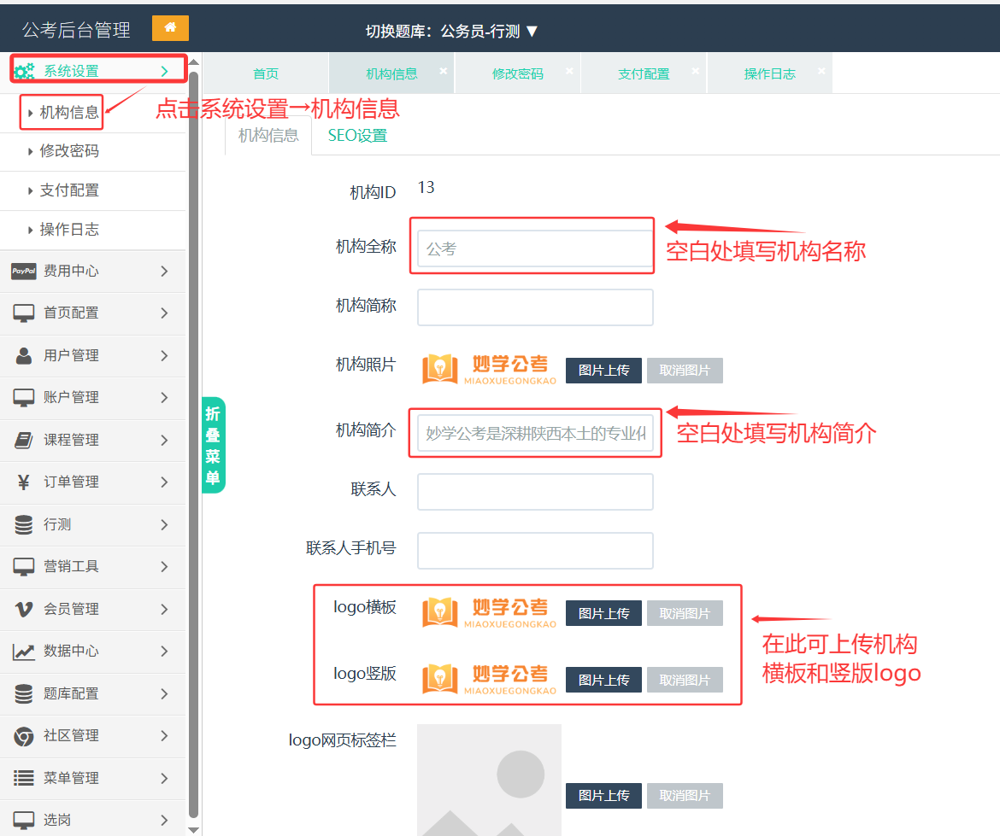 公考后台管理
切换题库：公务员-行测 ▼
系统设置
首页
机构信息
修改密码
支付配置
操作日志
点击系统设置→机构信息
机构信息
修改密码
支付配置
操作日志
PayPal 费用中心
首页配置
用户管理
账户管理
课程管理
¥ 订单管理
行测
营销工具
会员管理
数据中心
题库配置
社区管理
菜单管理
选岗
折叠菜单
机构信息
SEO设置
机构ID 13
机构全称 公考
空白处填写机构名称
机构简称
机构照片 妙学公考 图片上传 取消图片
MIAOXUEGONGKAO
机构简介 妙学公考是深耕陕西本土的专业化
空白处填写机构简介
联系人
联系人手机号
logo横板 妙学公考 图片上传 取消图片
MIAOXUEGONGKAO
logo竖版 妙学公考 图片上传 取消图片
MIAOXUEGONGKAO
在此可上传机构
横板和竖版logo
logo网页标签栏
图片上传 取消图片